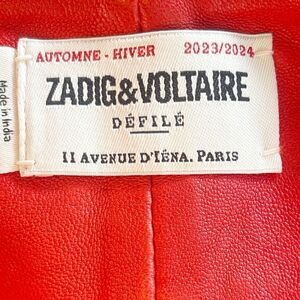 AUTOMNE - HIVER 2023/2024
ZADIG&VOLTAIRE
DÉFILÉ
11 AVENUE D'IÉNA. PARIS
Made in India